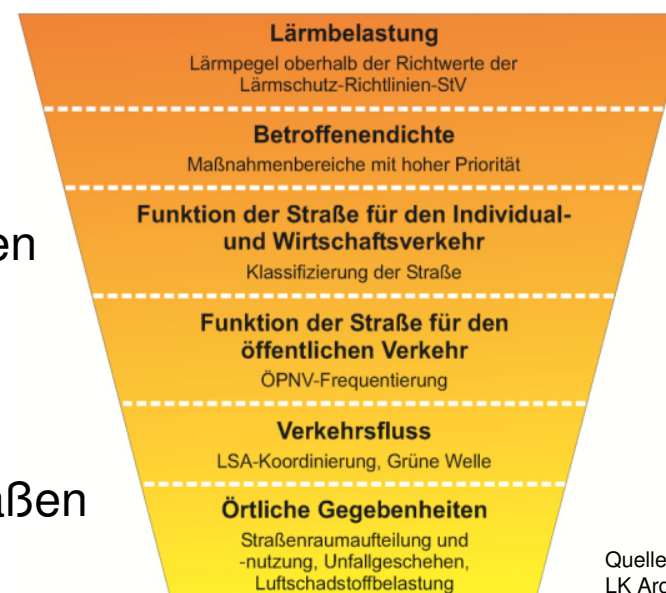 Lärmbelastung
Lärmpegel oberhalb der Richtwerte der
Lärmschutz-Richtlinien-StV
Betroffenendichte
Maßnahmenbereiche mit hoher Priorität
Funktion der Straße für den Individual-
und Wirtschaftsverkehr
Klassifizierung der Straße
en
Funktion der Straße für den
öffentlichen Verkehr
ÖPNV-Frequentierung
Verkehrsfluss
LSA-Koordinierung, Grüne Welle
aßen
Örtliche Gegebenheiten
Straßenraumaufteilung und
-nutzung, Unfallgeschehen,
Luftschadstoffbelastung
Quelle
LK Arg